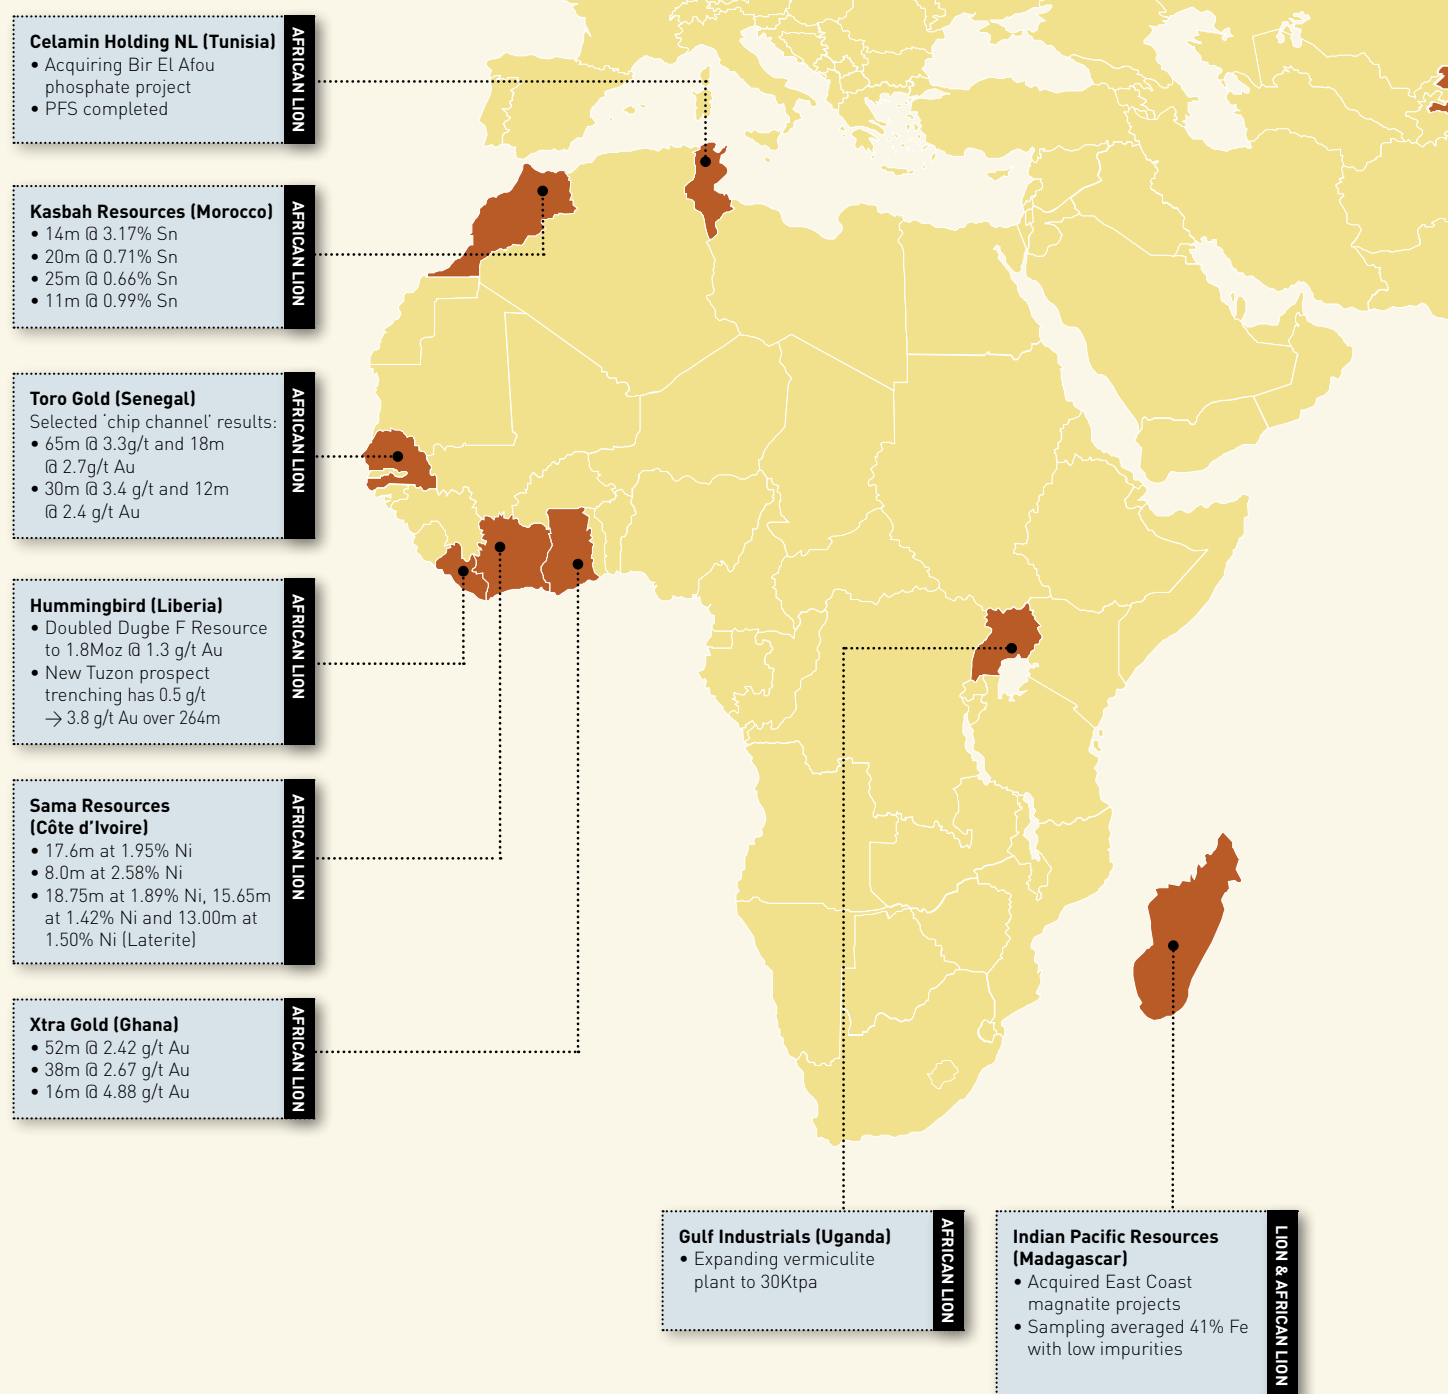 Celamin Holding NL (Tunisia)
• Acquiring Bir El Afou
phosphate project
• PFS completed
AFRICAN LION
Kasbah Resources (Morocco)
• 14m @ 3.17% Sn
• 20m @ 0.71% Sn
• 25m @ 0.66% Sn
• 11m @ 0.99% Sn
AFRICAN LION
Toro Gold (Senegal)
Selected ‘chip channel’ results:
• 65m @ 3.3g/t and 18m
@ 2.7g/t Au
• 30m @ 3.4 g/t and 12m
@ 2.4 g/t Au
AFRICAN LION
Hummingbird (Liberia)
• Doubled Dugbe F Resource
to 1.8Moz @ 1.3 g/t Au
• New Tuzon prospect
trenching has 0.5 g/t
→ 3.8 g/t Au over 264m
AFRICAN LION
Sama Resources
(Côte d’Ivoire)
• 17.6m at 1.95% Ni
• 8.0m at 2.58% Ni
• 18.75m at 1.89% Ni, 15.65m
at 1.42% Ni and 13.00m at
1.50% Ni (Laterite)
AFRICAN LION
Xtra Gold (Ghana)
• 52m @ 2.42 g/t Au
• 38m @ 2.67 g/t Au
• 16m @ 4.88 g/t Au
AFRICAN LION
Gulf Industrials (Uganda)
• Expanding vermiculite
plant to 30Ktpa
AFRICAN LION
Indian Pacific Resources
(Madagascar)
• Acquired East Coast
magnatite projects
• Sampling averaged 41% Fe
with low impurities
LION & AFRICAN LION